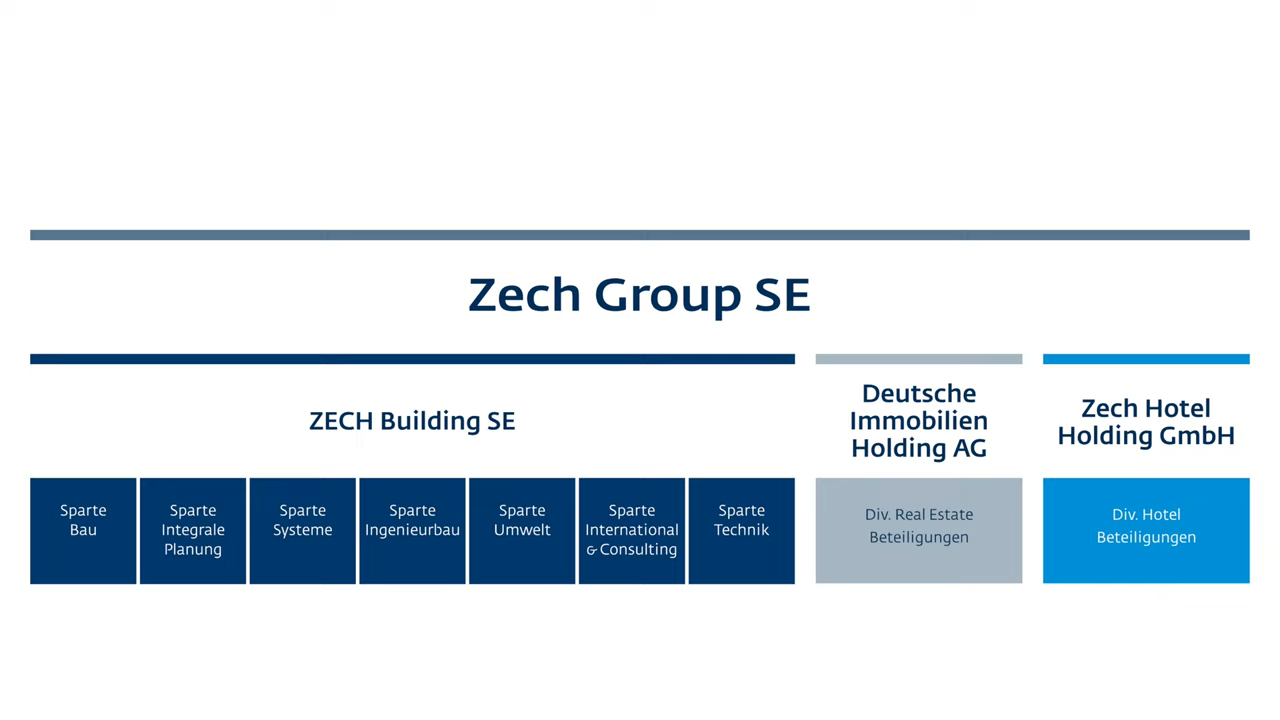 Zech Group SE
ZECH Building SE
Deutsche
Immobilien
Holding AG
Zech Hotel
Holding GmbH
Sparte
Bau
Sparte
Integrale
Planung
Sparte
Systeme
Sparte
Ingenieurbau
Sparte
Umwelt
Sparte
International
& Consulting
Sparte
Technik
Div. Real Estate
Beteiligungen
Div. Hotel
Beteiligungen